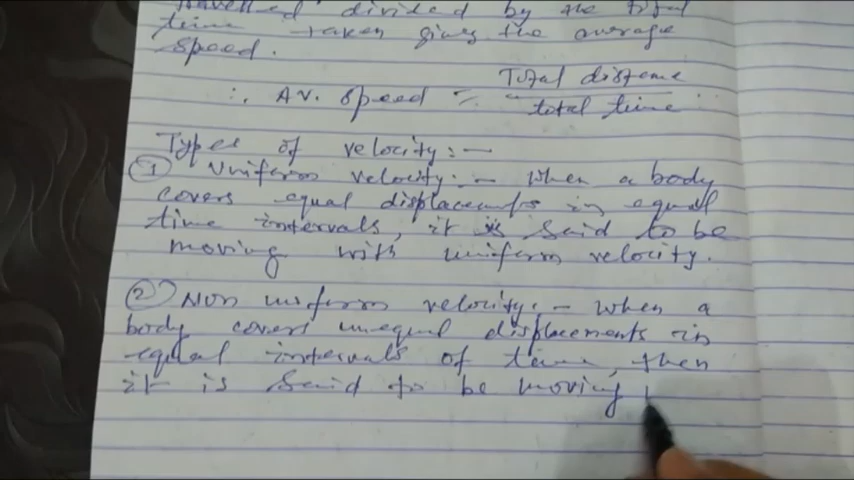 travelled divided by the total
time taken gives the average
speed.
∴ Av. speed = Total distance / total time
Types of velocity: —
① Uniform velocity: — when a body
covers equal displacements in equal
time intervals, it is said to be
moving with uniform velocity.
② Non uniform velocity: — when a
body covers unequal displacements in
equal intervals of time, then
it is said to be moving